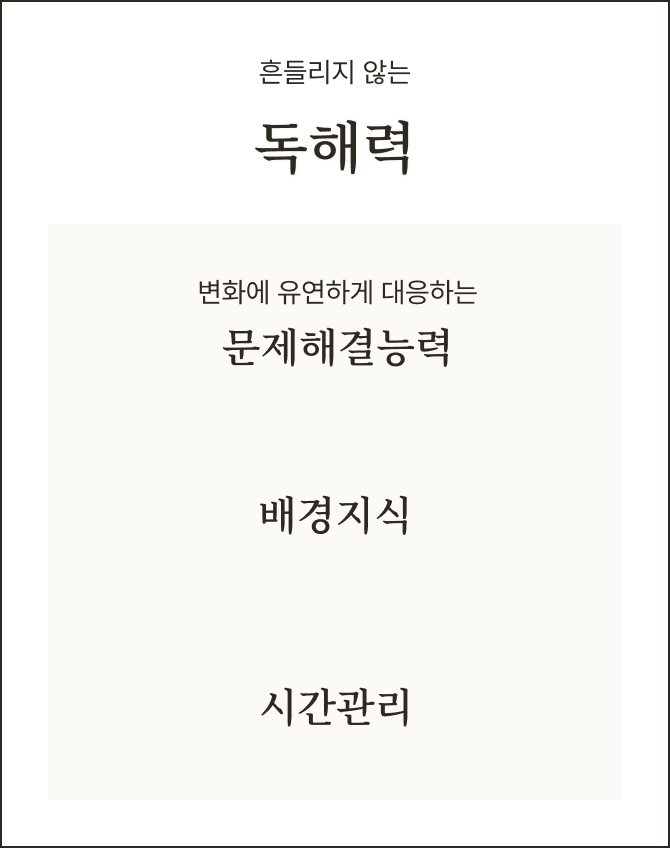 흔들리지 않는
독해력
변화에 유연하게 대응하는
문제해결능력
배경지식
시간관리